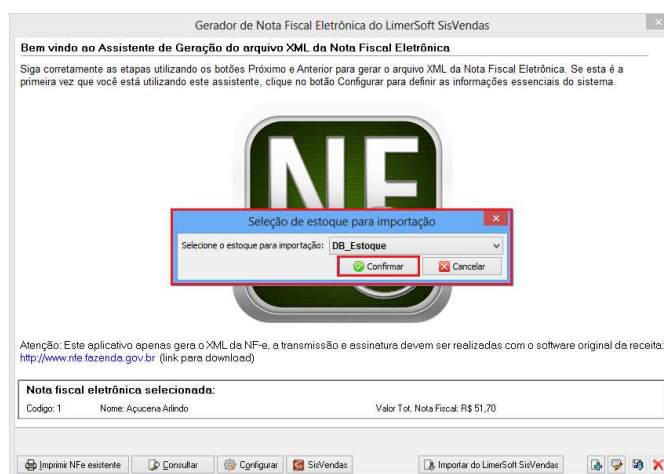 Gerador de Nota Fiscal Eletrônica do LimerSoft SisVendas
Bem vindo ao Assistente de Geração do arquivo XML da Nota Fiscal Eletrônica
Siga corretamente as etapas utilizando os botões Próximo e Anterior para gerar o arquivo XML da Nota Fiscal Eletrônica. Se esta é a
primeira vez que você está utilizando este assistente, clique no botão Configurar para definir as informações essenciais do sistema.
NF
Seleção de estoque para importação
Selecione o estoque para importação: DB_Estoque
Confirmar Cancelar
Atenção: Este aplicativo apenas gera o XML da NF-e, a transmissão e assinatura devem ser realizadas com o software original da receita:
http://www.nfe.fazenda.gov.br (link para download)
Nota fiscal eletrônica selecionada:
Codigo: 1 Nome: Açucena Arlindo Valor Tot. Nota Fiscal: R$ 51,70
Imprimir NFe existente Consultar Configurar SisVendas Importar do LimerSoft SisVendas